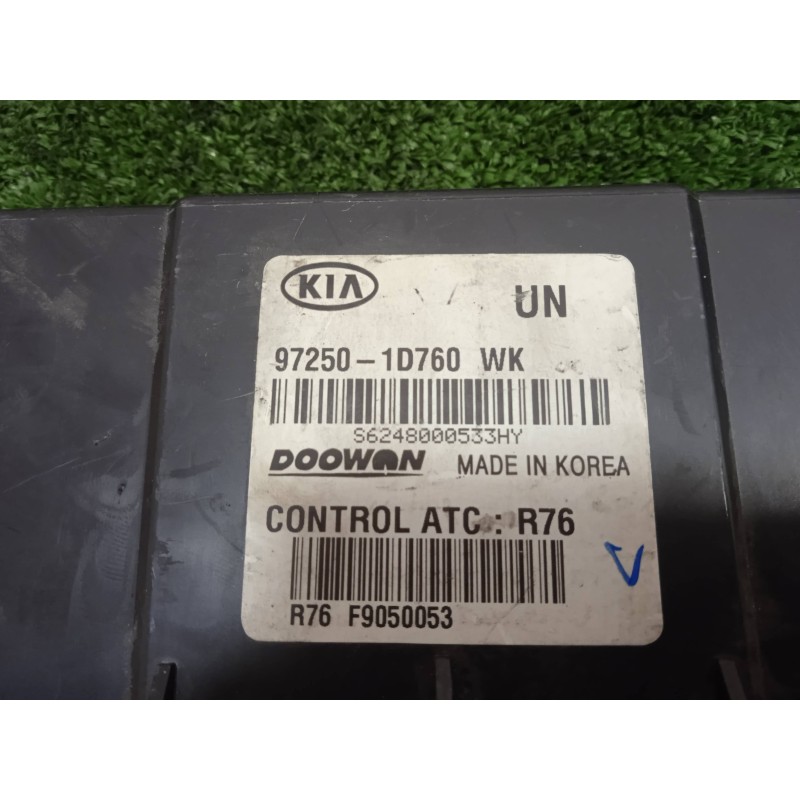 KIA UN
97250-1D760 WK
S6248000533HY
DOOWON MADE IN KOREA
CONTROL ATC : R76
R76 F9050053
V